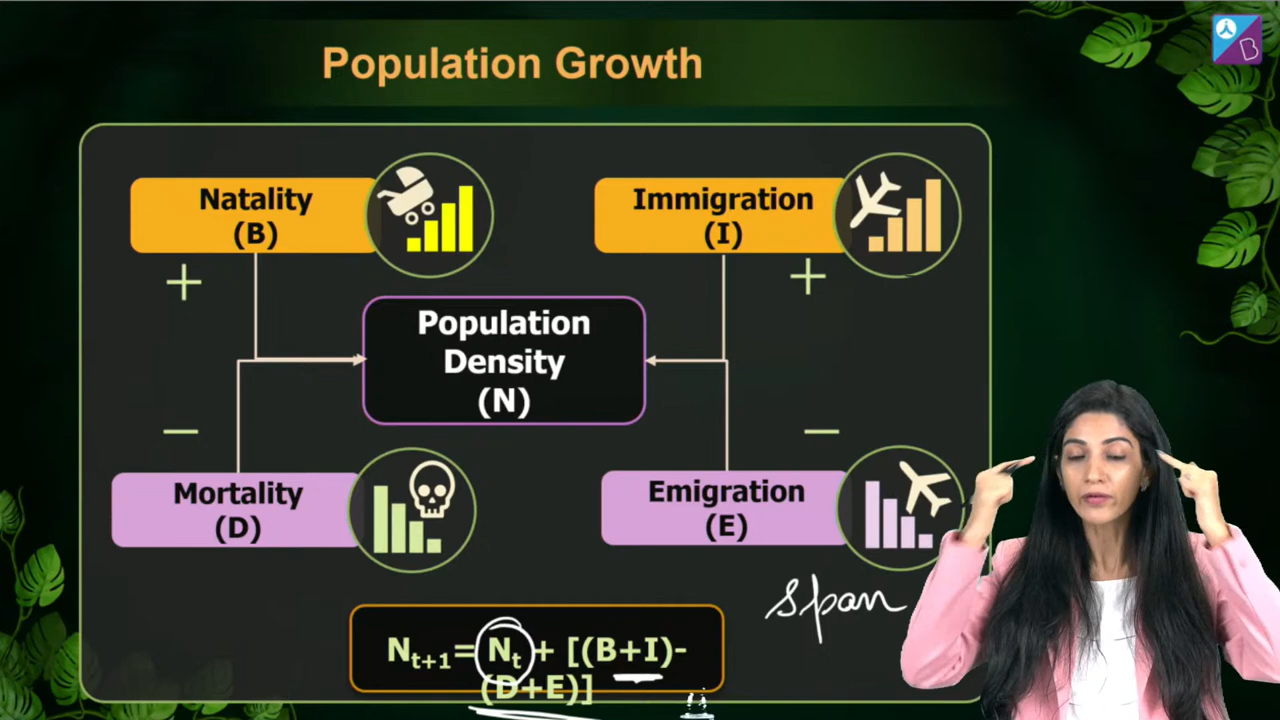 Population Growth
Natality
(B)
Immigration
(I)
+
+
Population
Density
(N)
−
−
Mortality
(D)
Emigration
(E)
span
Nt+1= Nt + [(B+I)-
(D+E)]
B